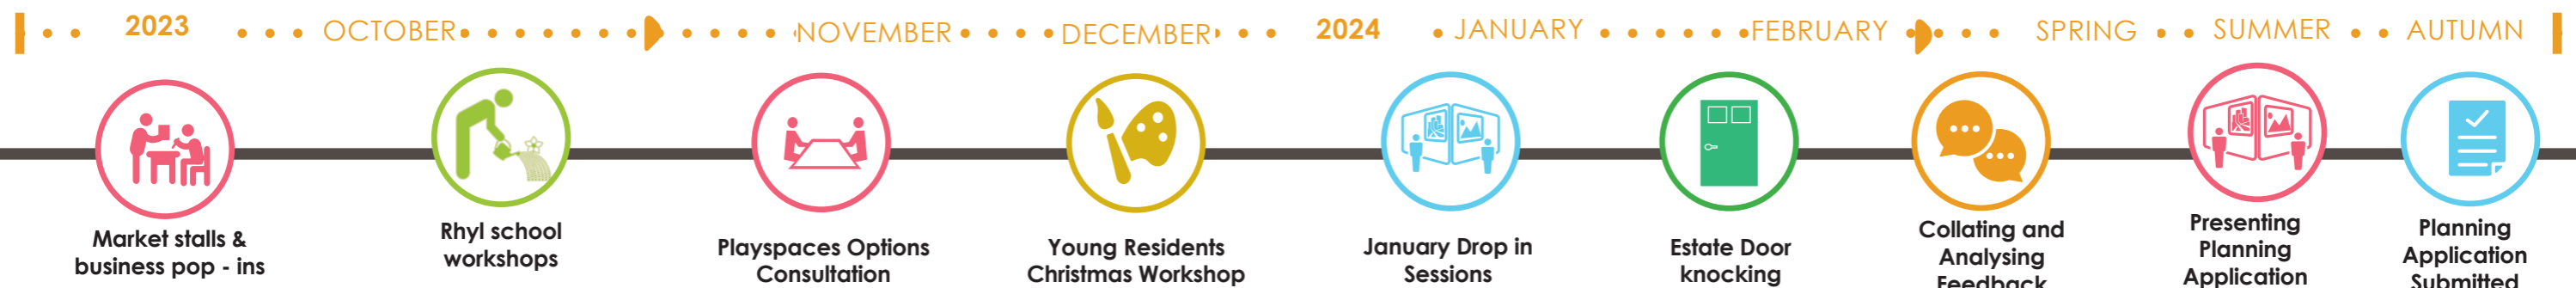 2023 OCTOBER NOVEMBER DECEMBER 2024 JANUARY FEBRUARY SPRING SUMMER AUTUMN
Market stalls &
business pop - ins
Rhyl school
workshops
Playspaces Options
Consultation
Young Residents
Christmas Workshop
January Drop in
Sessions
Estate Door
knocking
Collating and
Analysing
Feedback
Presenting
Planning
Application
Planning
Application
Submitted